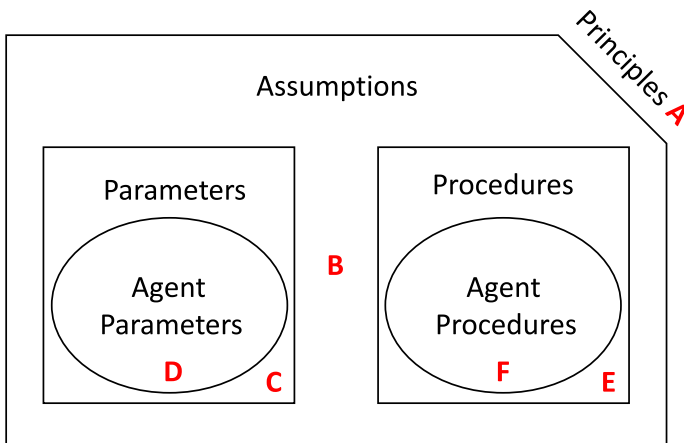 Principles A
Assumptions
Parameters
Procedures
B
Agent
Parameters
Agent
Procedures
D
C
F
E